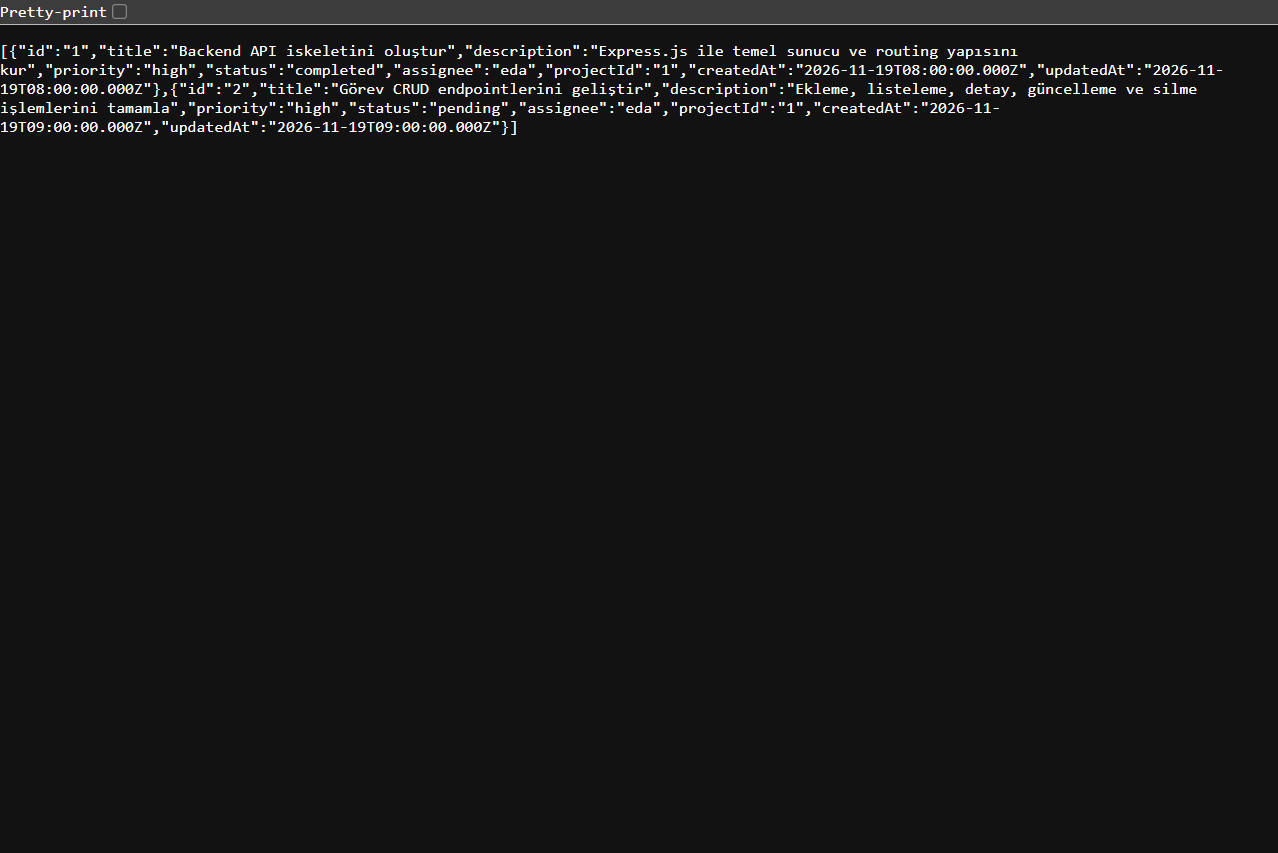 Pretty-print
[{"id":"1","title":"Backend API iskeletini oluştur","description":"Express.js ile temel sunucu ve routing yapısını
kur","priority":"high","status":"completed","assignee":"eda","projectId":"1","createdAt":"2026-11-19T08:00:00.000Z","updatedAt":"2026-11-
19T08:00:00.000Z"},{"id":"2","title":"Görev CRUD endpointlerini geliştir","description":"Ekleme, listeleme, detay, güncelleme ve silme
işlemlerini tamamla","priority":"high","status":"pending","assignee":"eda","projectId":"1","createdAt":"2026-11-
19T09:00:00.000Z","updatedAt":"2026-11-19T09:00:00.000Z"}]